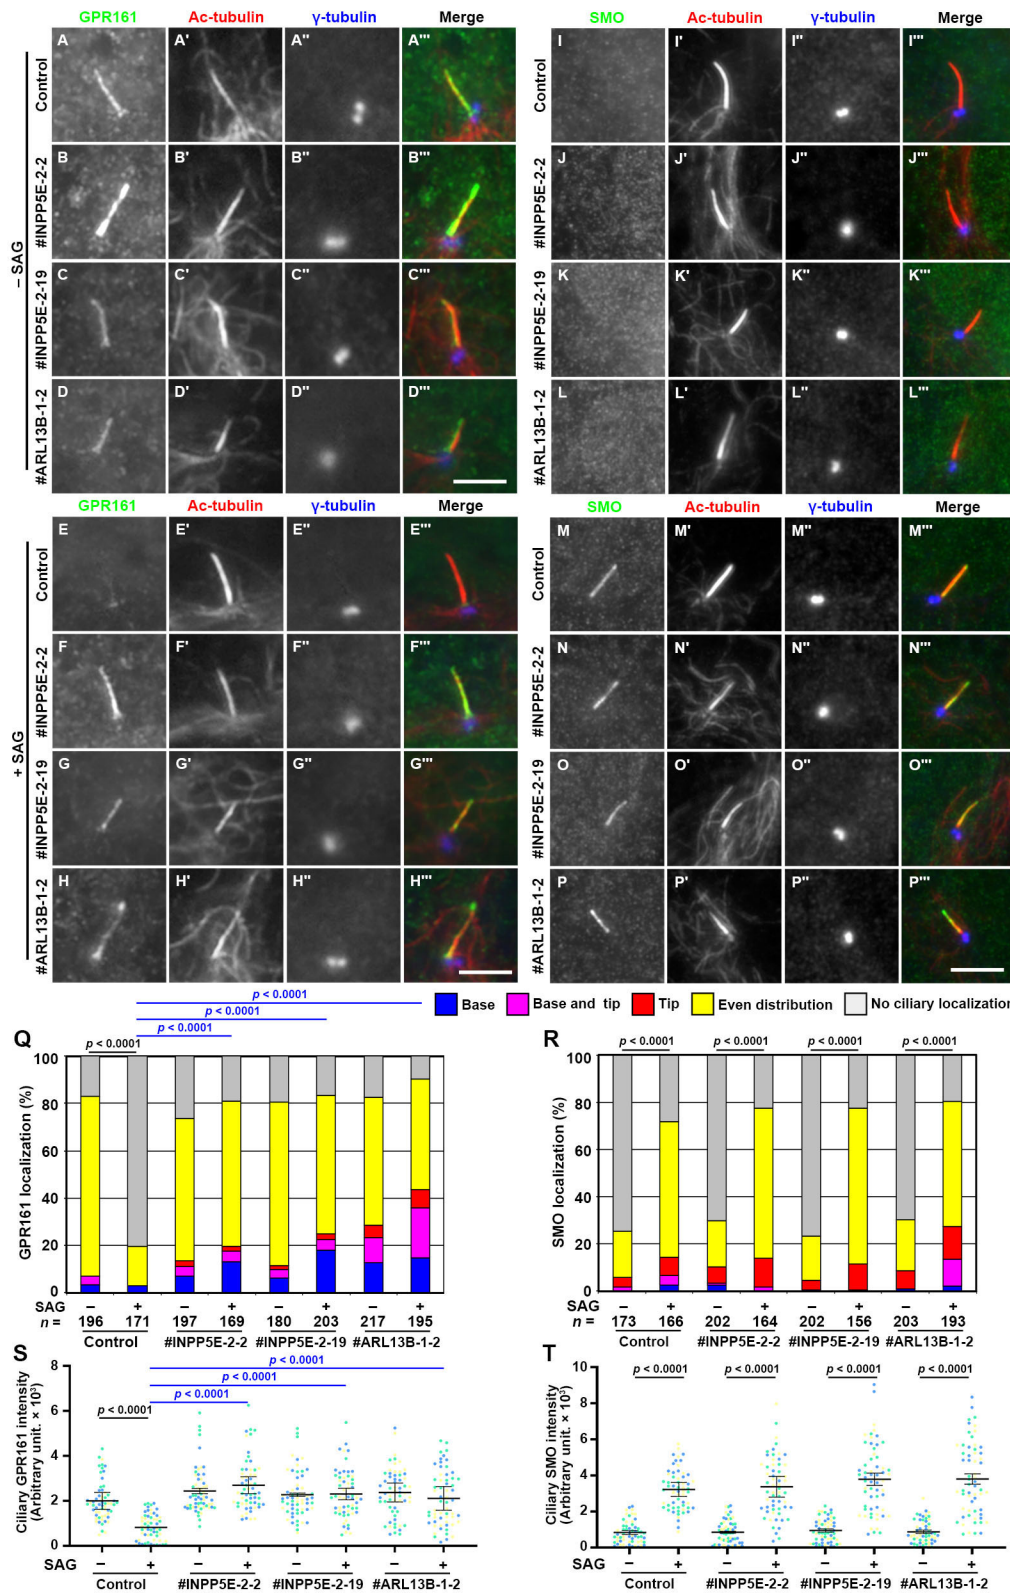 GPR161 Ac-tubulin γ-tubulin Merge
SMO Ac-tubulin γ-tubulin Merge
– SAG
Control
A A' A'' A'''
I I' I'' I'''
#INPP5E-2-2
B B' B'' B'''
J J' J'' J'''
#INPP5E-2-19
C C' C'' C'''
K K' K'' K'''
#ARL13B-1-2
D D' D'' D'''
L L' L'' L'''
Control
#INPP5E-2-2
#INPP5E-2-19
#ARL13B-1-2
GPR161 Ac-tubulin γ-tubulin Merge
SMO Ac-tubulin γ-tubulin Merge
+ SAG
Control
E E' E'' E'''
M M' M'' M'''
#INPP5E-2-2
F F' F'' F'''
N N' N'' N'''
#INPP5E-2-19
G G' G'' G'''
O O' O'' O'''
#ARL13B-1-2
H H' H'' H'''
P P' P'' P'''
Control
#INPP5E-2-2
#INPP5E-2-19
#ARL13B-1-2
Base Base and tip Tip Even distribution No ciliary localization
Q
p < 0.0001
p < 0.0001
p < 0.0001
p < 0.0001
GPR161 localization (%)
100
80
60
40
20
0
SAG – + – + – + – +
n = 196 171 197 169 180 203 217 195
Control #INPP5E-2-2 #INPP5E-2-19 #ARL13B-1-2
R
p < 0.0001 p < 0.0001 p < 0.0001 p < 0.0001
SMO localization (%)
100
80
60
40
20
0
SAG – + – + – + – +
n = 173 166 202 164 202 156 203 193
Control #INPP5E-2-2 #INPP5E-2-19 #ARL13B-1-2
S
p < 0.0001
p < 0.0001
p < 0.0001
p < 0.0001
Ciliary GPR161 intensity
(Arbitrary unit. × 10³)
8
6
4
2
0
SAG – + – + – + – +
Control #INPP5E-2-2 #INPP5E-2-19 #ARL13B-1-2
T
p < 0.0001 p < 0.0001 p < 0.0001 p < 0.0001
Ciliary SMO intensity
(Arbitrary unit. × 10³)
10
8
6
4
2
0
SAG – + – + – + – +
Control #INPP5E-2-2 #INPP5E-2-19 #ARL13B-1-2